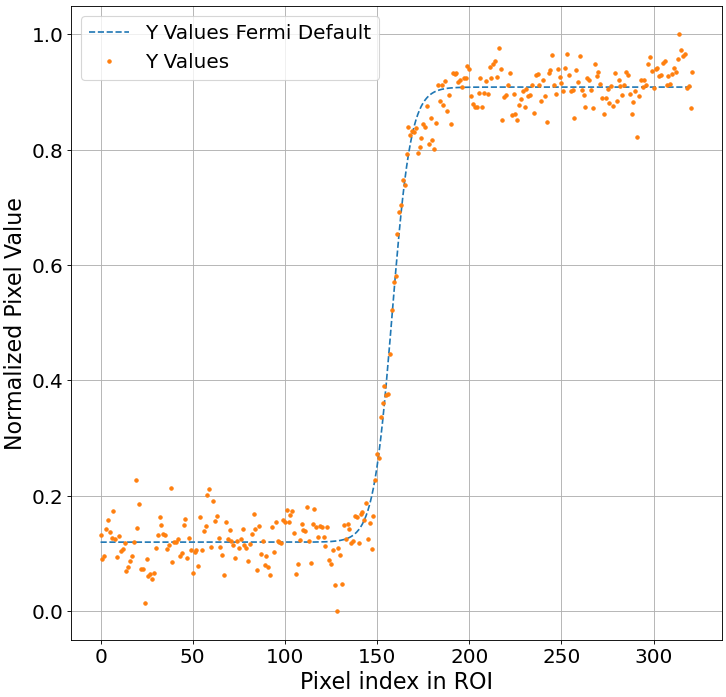 Y Values Fermi Default
Y Values
1.0
0.8
0.6
0.4
0.2
0.0
Normalized Pixel Value
0 50 100 150 200 250 300
Pixel index in ROI